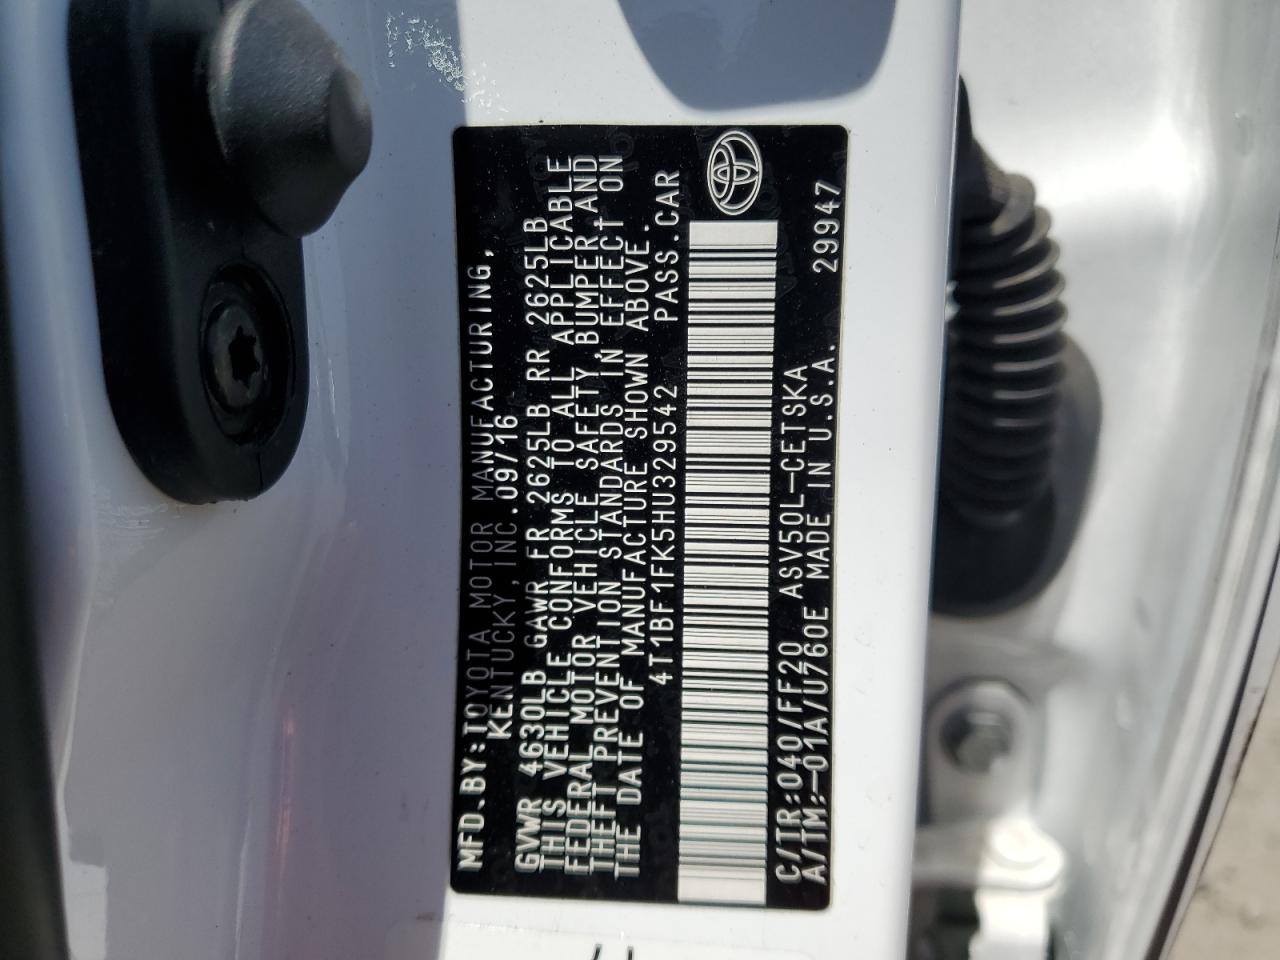 MFD.BY:TOYOTA MOTOR MANUFACTURING,
KENTUCKY,INC.09/16
GVWR 4630LB GAWR FR 2625LB RR 2625LB
THIS VEHICLE CONFORMS TO ALL APPLICABLE
FEDERAL MOTOR VEHICLE SAFETY,BUMPER,AND
THEFT PREVENTION STANDARDS IN EFFECT ON
THE DATE OF MANUFACTURE SHOWN ABOVE.
4T1BF1FK5HU329542 PASS.CAR
C/TR:040/FF20 ASV50L-CETSKA
A/TM:-01A/U760E MADE IN U.S.A. 29947